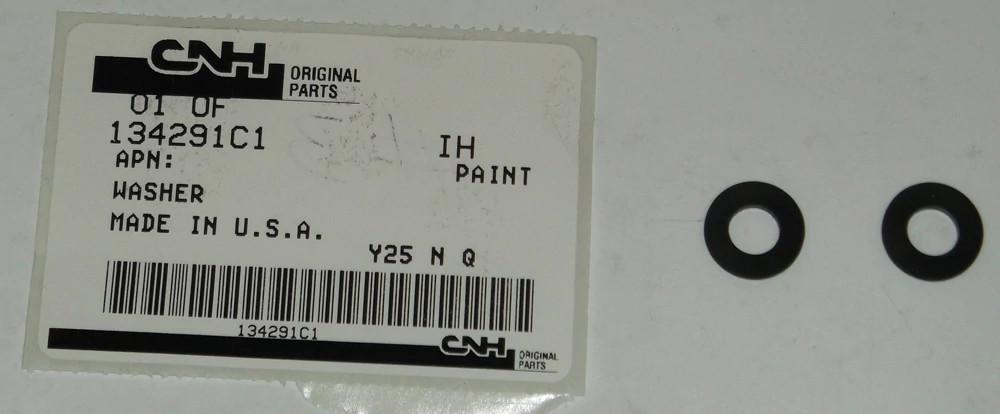 CNH ORIGINAL
PARTS
01 OF
134291C1 IH
APN: PAINT
WASHER
MADE IN U.S.A.
Y25 N Q
134291C1
CNH ORIGINAL
PARTS